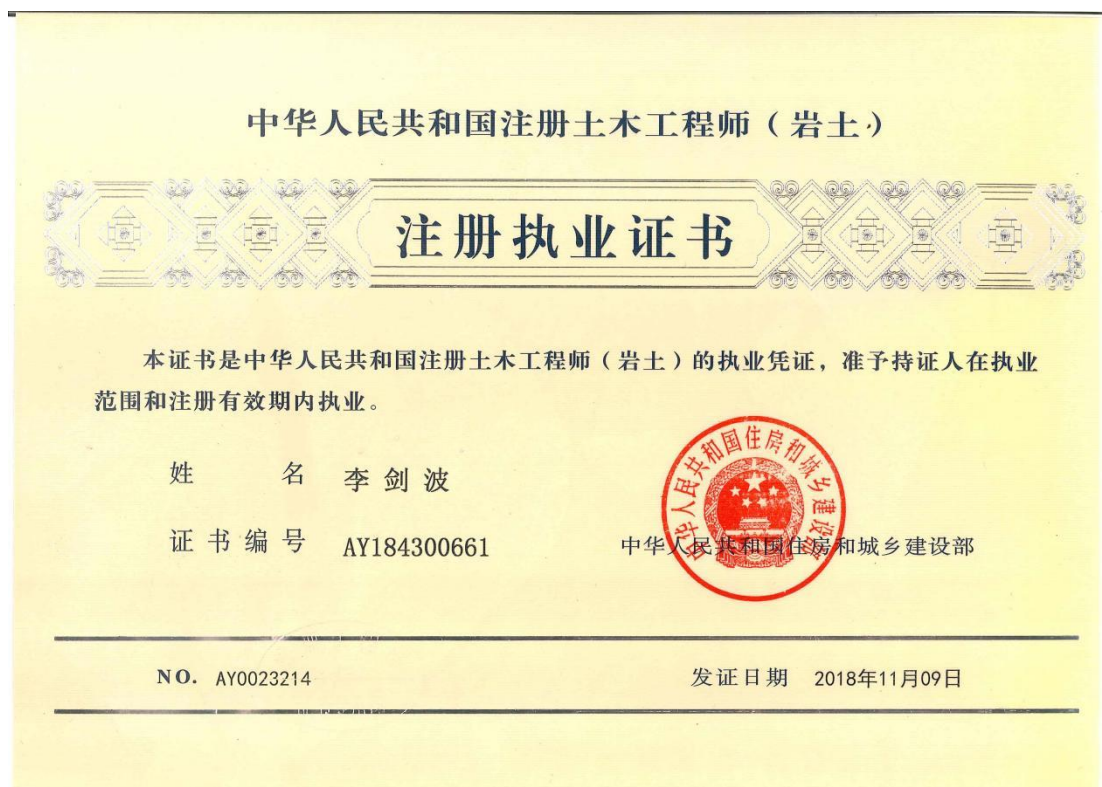 中华人民共和国注册土木工程师（岩土）
注册执业证书
本证书是中华人民共和国注册土木工程师（岩土）的执业凭证，准予持证人在执业
范围和注册有效期内执业。
姓 名 李剑波
中华人民共和国住房和城乡建设部
证书编号 AY184300661
中华人民共和国住房和城乡建设部
NO. AY0023214
发证日期 2018年11月09日